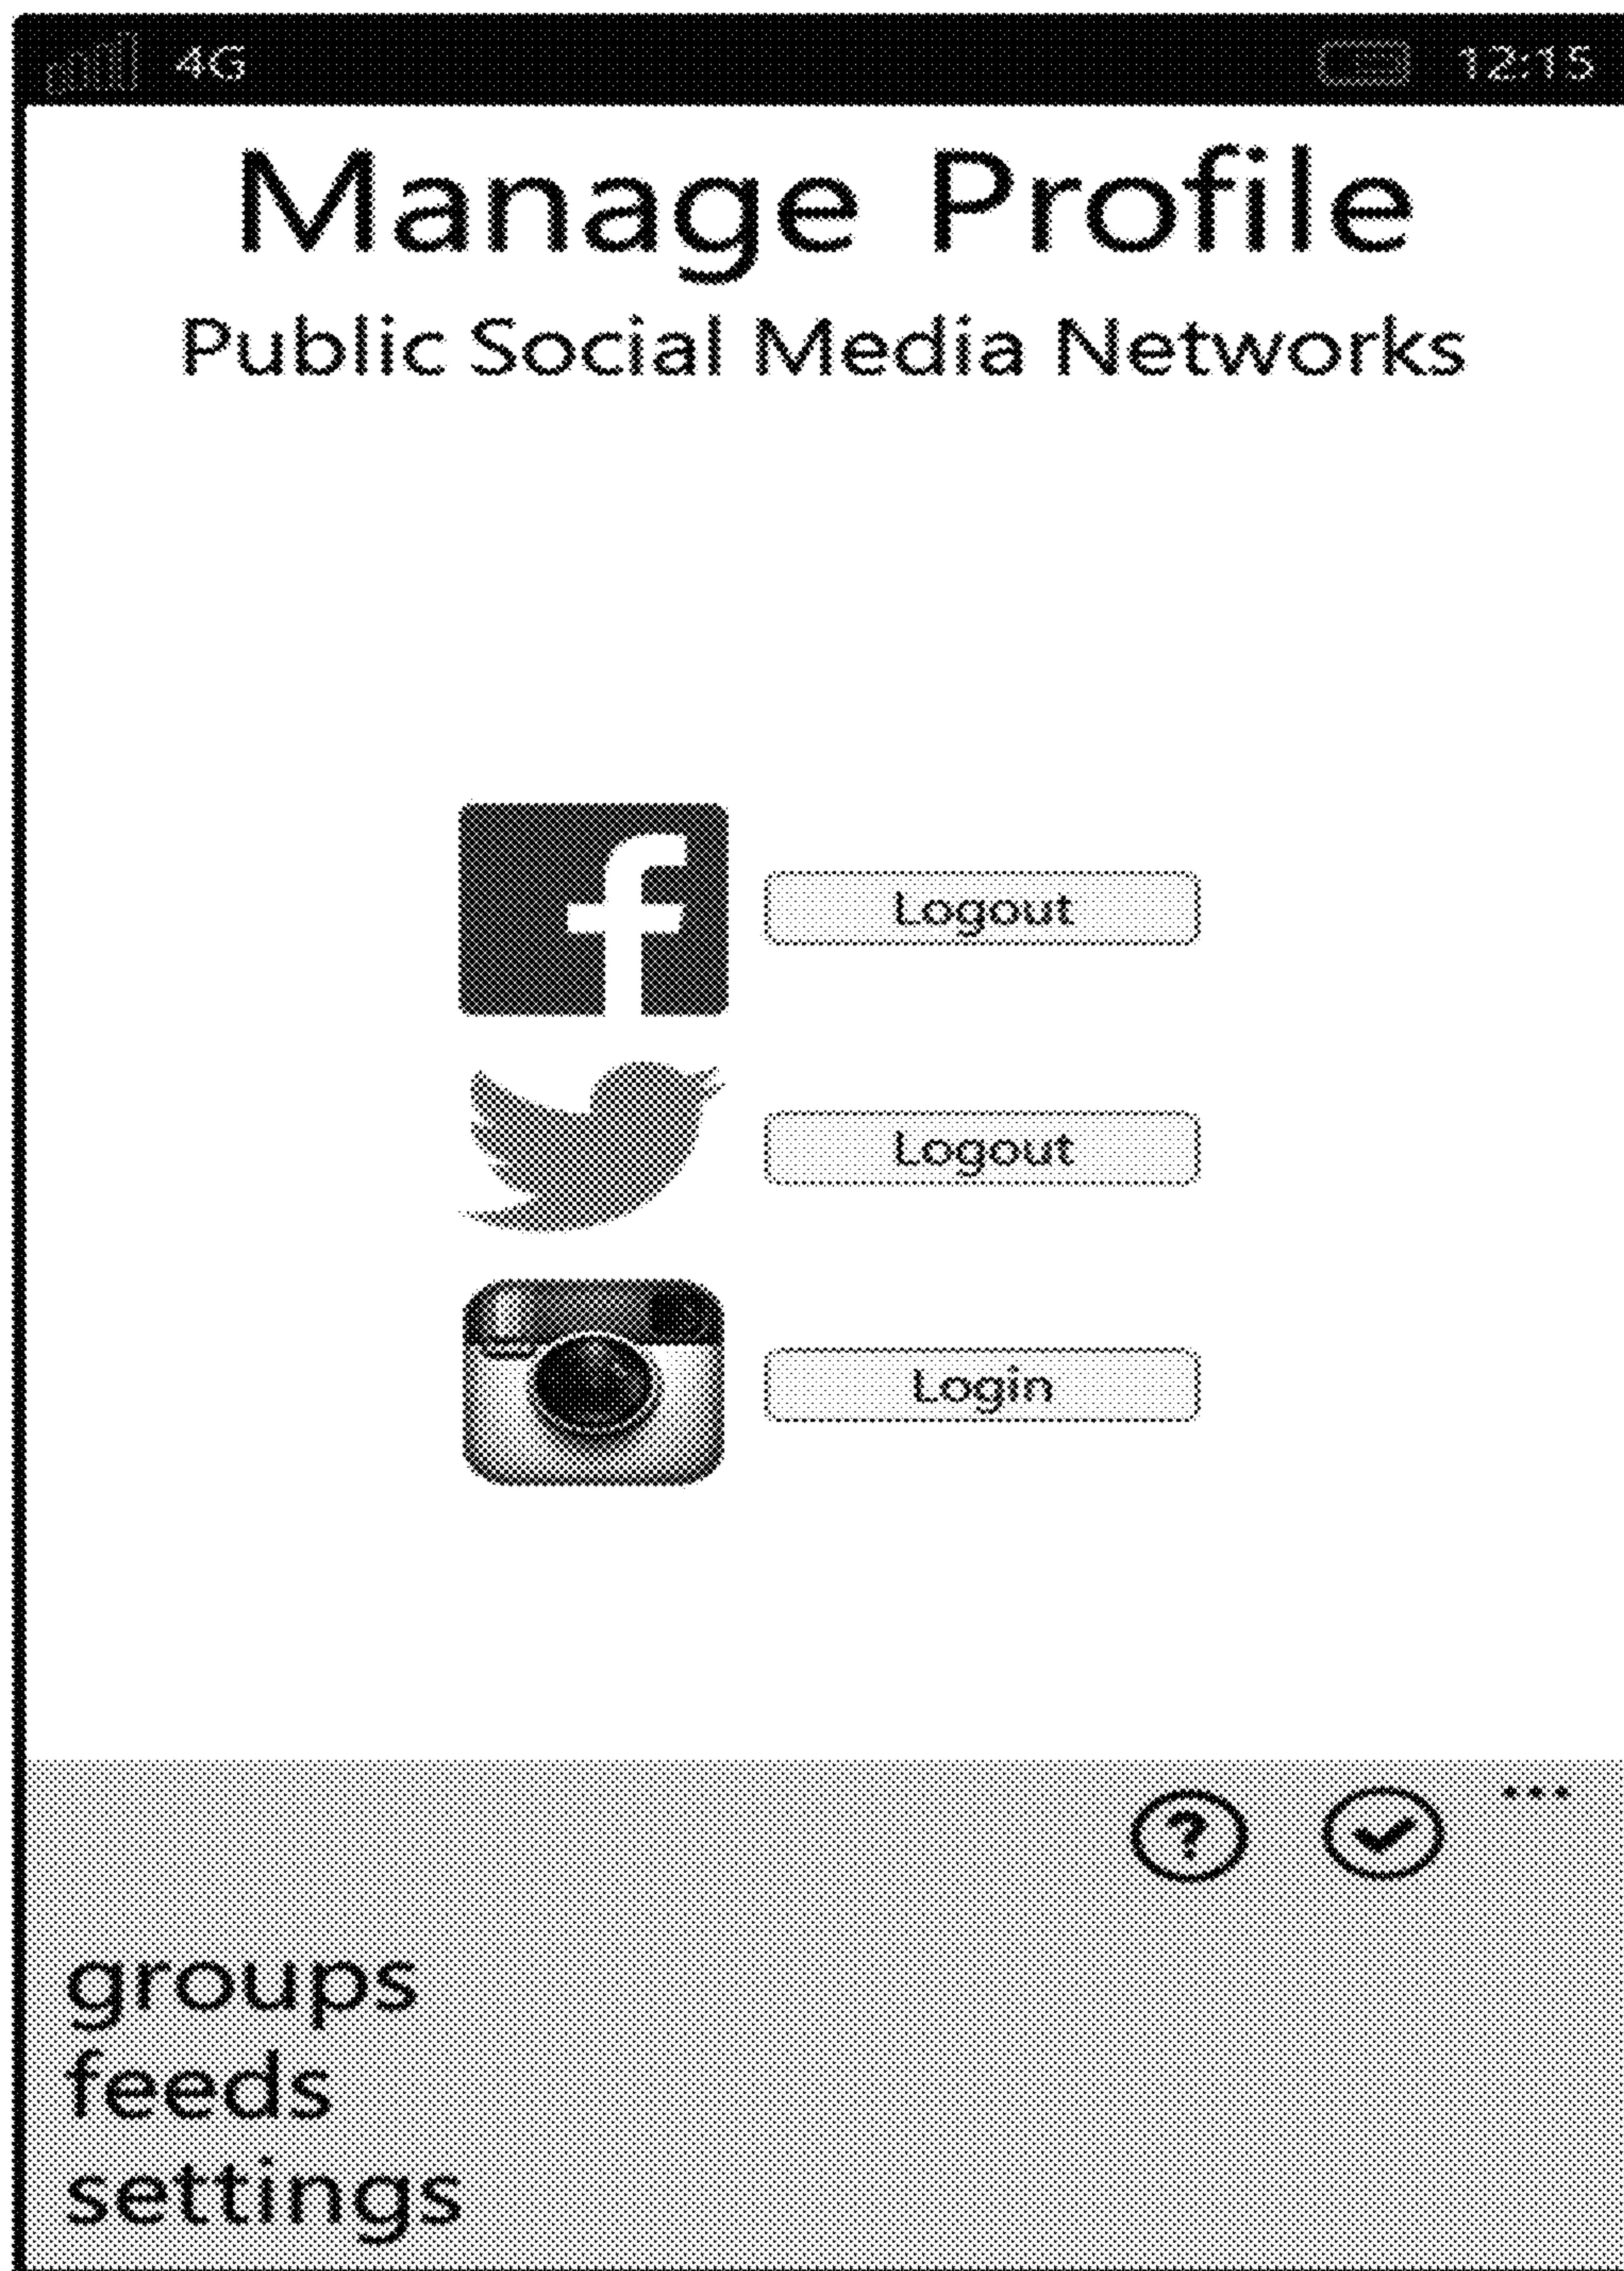 4G 12:15
Manage Profile
Public Social Media Networks
f Logout
Logout
Login
? ...
groups
feeds
settings